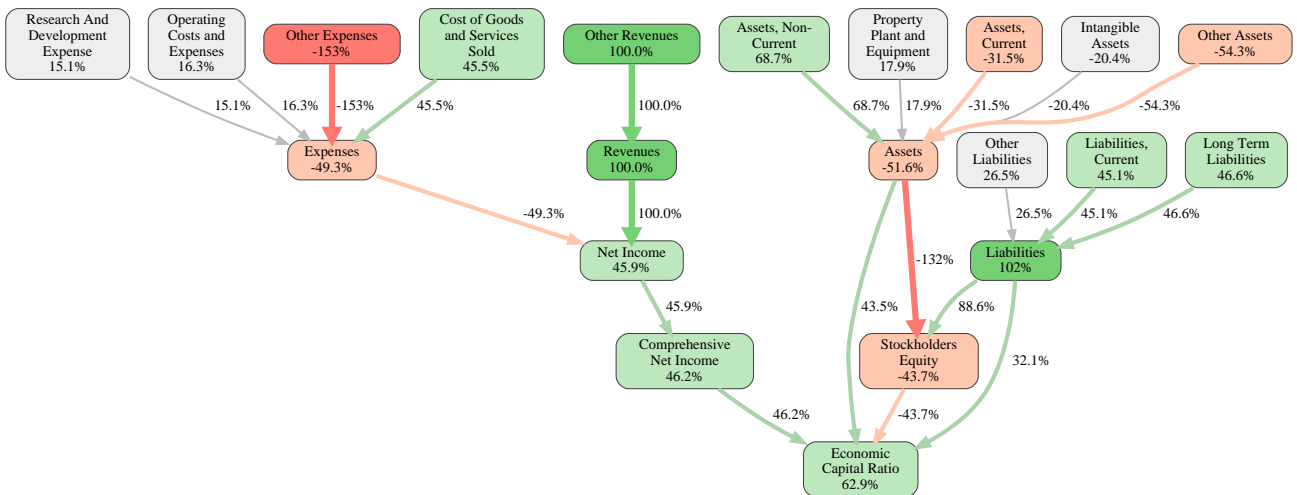 Research And
Development
Expense
15.1%
Operating
Costs and
Expenses
16.3%
Other Expenses
-153%
Cost of Goods
and Services
Sold
45.5%
Other Revenues
100.0%
Assets, Non-
Current
68.7%
Property
Plant and
Equipment
17.9%
Assets,
Current
-31.5%
Intangible
Assets
-20.4%
Other Assets
-54.3%
15.1%
16.3%
-153%
45.5%
100.0%
68.7%
17.9%
-31.5%
-20.4%
-54.3%
Expenses
-49.3%
Revenues
100.0%
Assets
-51.6%
Other
Liabilities
26.5%
Liabilities,
Current
45.1%
Long Term
Liabilities
46.6%
-49.3%
100.0%
26.5%
45.1%
46.6%
Net Income
45.9%
-132%
Liabilities
102%
45.9%
43.5%
88.6%
Comprehensive
Net Income
46.2%
Stockholders
Equity
-43.7%
32.1%
46.2%
-43.7%
Economic
Capital Ratio
62.9%